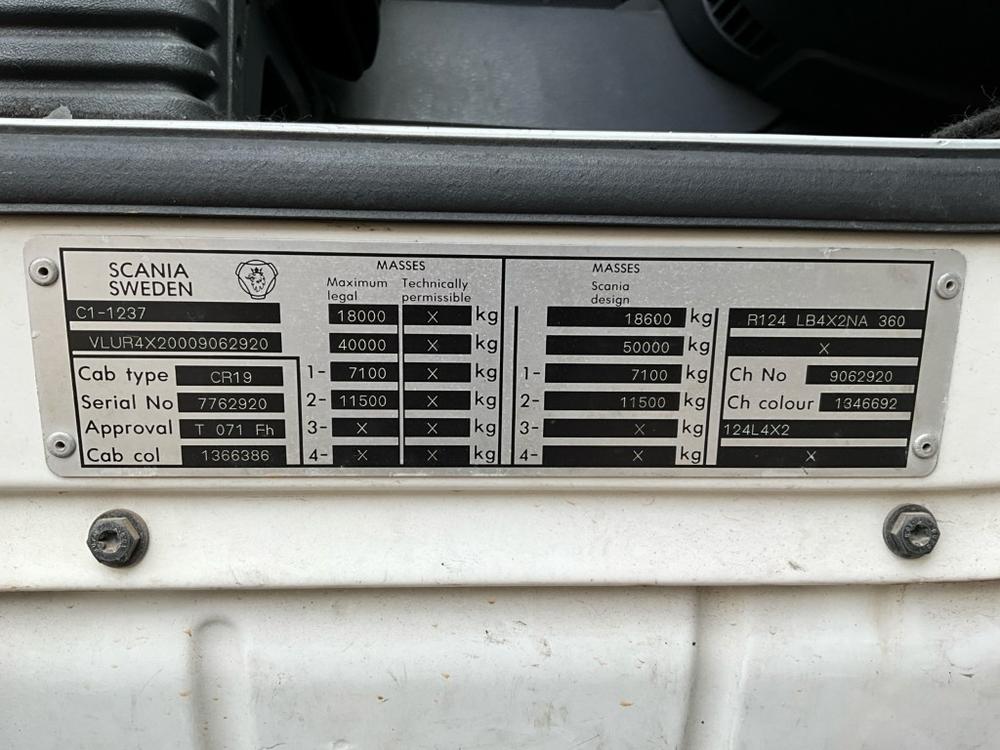 SCANIA
SWEDEN
C1-1237
VLUR4X20009062920
Cab type CR19
Serial No 7762920
Approval T 071 Fh
Cab col 1366386
MASSES
Maximum legal Technically permissible
18000 X kg
40000 X kg
1- 7100 X kg
2- 11500 X kg
3- X X kg
4- X X kg
MASSES
Scania
design
18600 kg
50000 kg
1- 7100 kg
2- 11500 kg
3- X kg
4- X kg
R124 LB4X2NA 360
X
Ch No 9062920
Ch colour 1346692
124L4X2
X